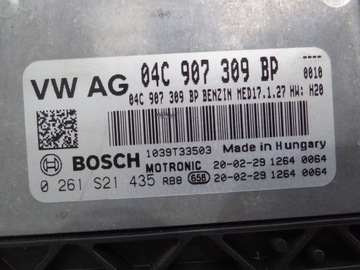 VW AG 04C 907 309 BP 0010
04C 907 309 BP BENZIN MED17.1.27 HW: H20
BOSCH 1039T33503 Made in Hungary
MOTRONIC 20-02-29 1264 0064
0 261 S21 435 RB8 658 20-02-29 1264 0064